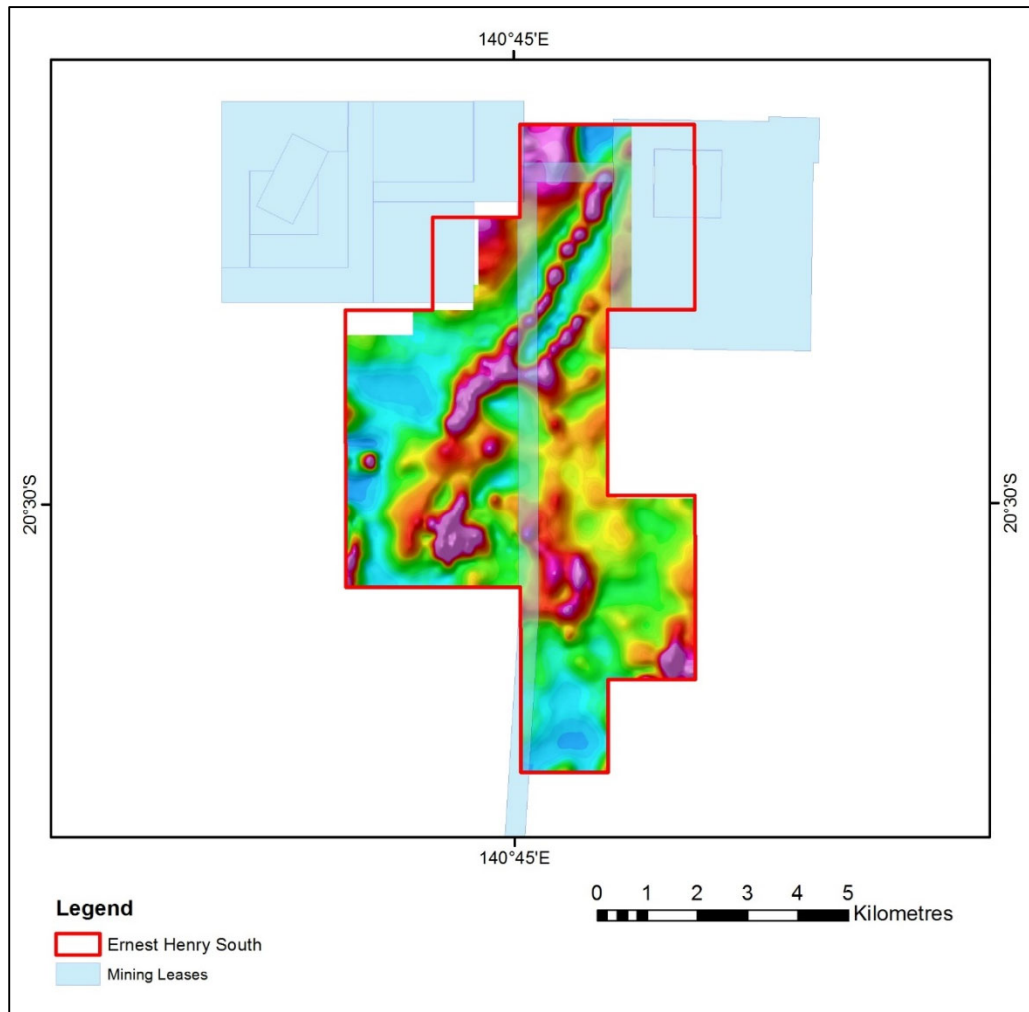 140°45'E
20°30'S
20°30'S
140°45'E
Legend
Ernest Henry South
Mining Leases
0 1 2 3 4 5
Kilometres